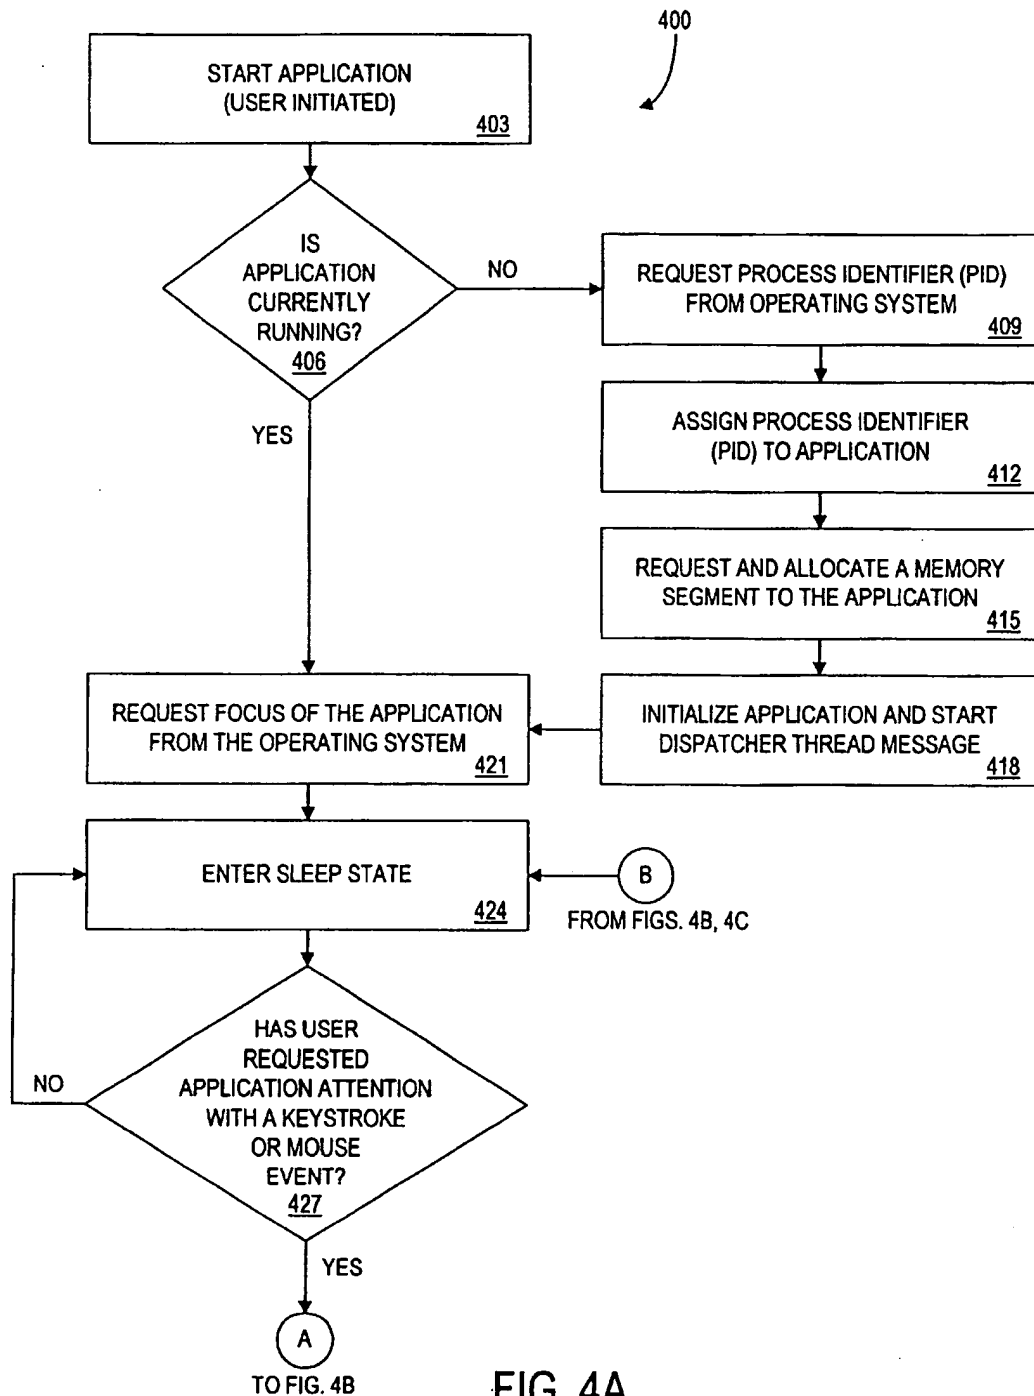 400
START APPLICATION
(USER INITIATED)
403
IS
APPLICATION
CURRENTLY
RUNNING?
406
NO
YES
REQUEST PROCESS IDENTIFIER (PID)
FROM OPERATING SYSTEM
409
ASSIGN PROCESS IDENTIFIER
(PID) TO APPLICATION
412
REQUEST AND ALLOCATE A MEMORY
SEGMENT TO THE APPLICATION
415
INITIALIZE APPLICATION AND START
DISPATCHER THREAD MESSAGE
418
REQUEST FOCUS OF THE APPLICATION
FROM THE OPERATING SYSTEM
421
ENTER SLEEP STATE
424
B
FROM FIGS. 4B, 4C
HAS USER
REQUESTED
APPLICATION ATTENTION
WITH A KEYSTROKE
OR MOUSE
EVENT?
427
NO
YES
A
TO FIG. 4B
FIG. 4A